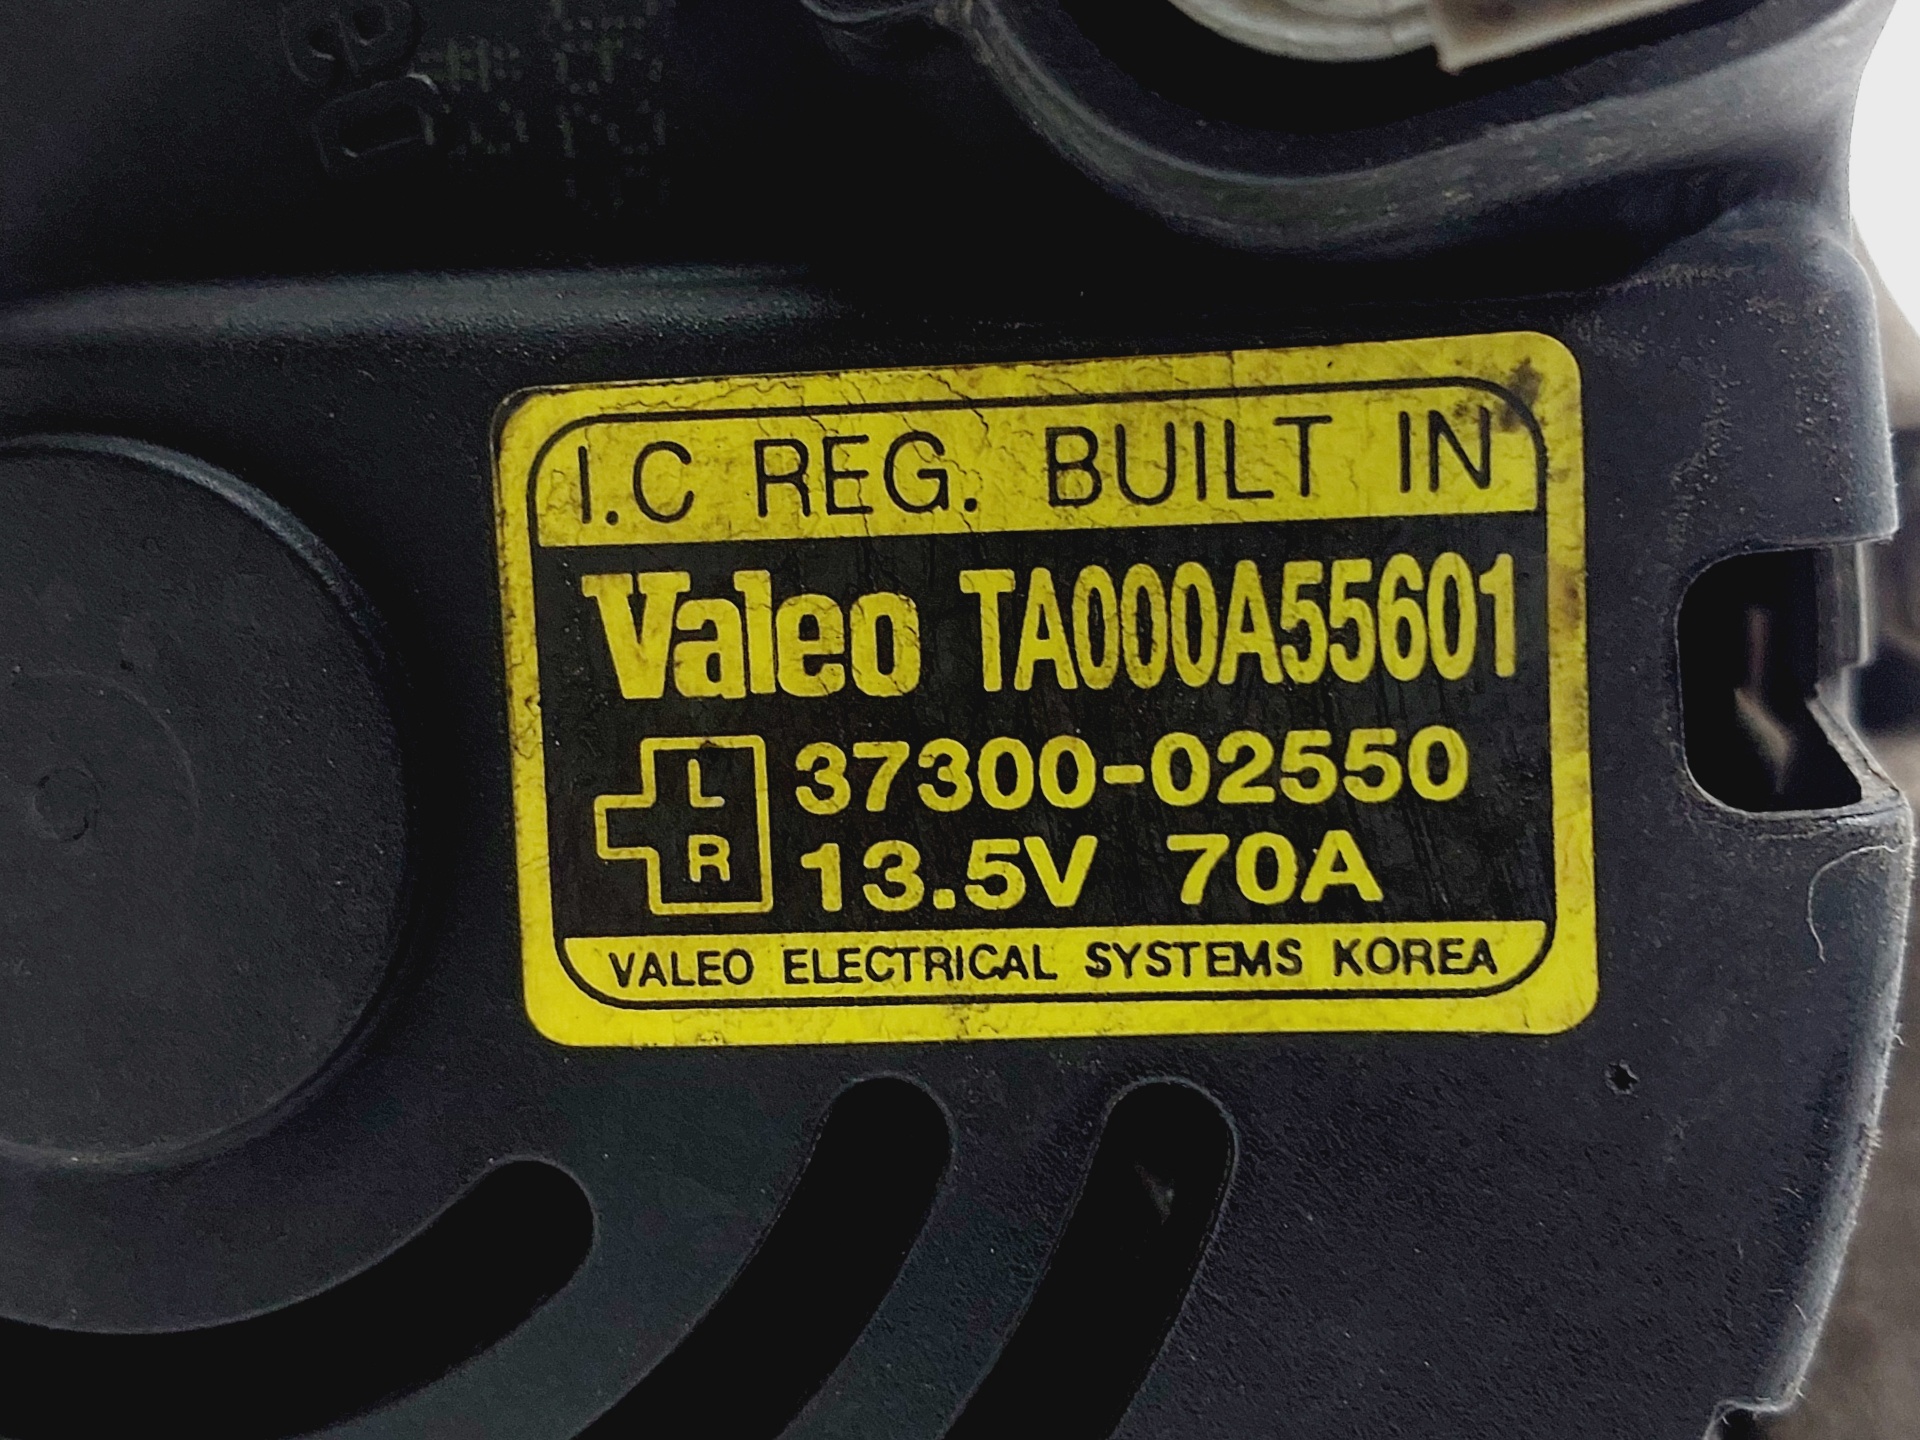 I.C REG. BUILT IN
Valeo TA000A55601
L
R
37300-02550
13.5V 70A
VALEO ELECTRICAL SYSTEMS KOREA